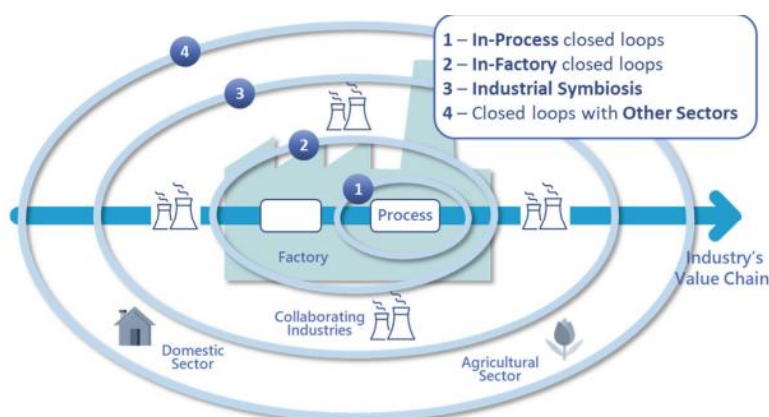 4
1 – In-Process closed loops
2 – In-Factory closed loops
3 – Industrial Symbiosis
4 – Closed loops with Other Sectors
3
2
1
Process
Factory
Industry's
Value Chain
Collaborating
Industries
Domestic
Sector
Agricultural
Sector